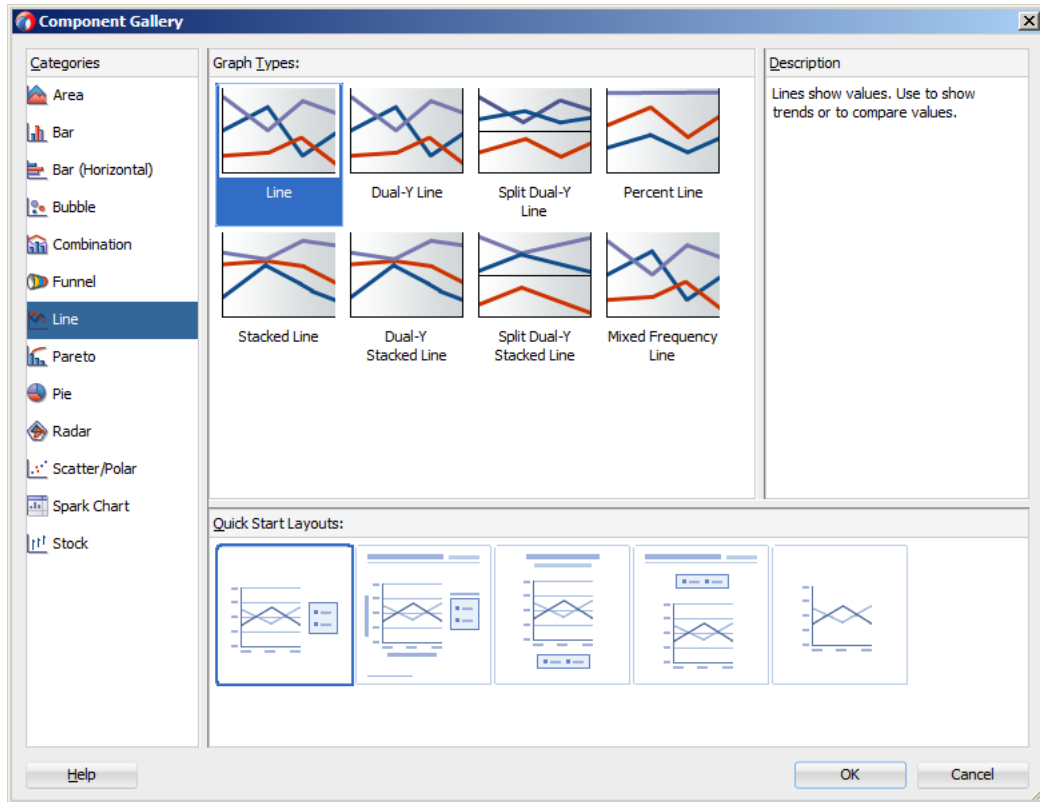 Component Gallery
Categories
Area
Bar
Bar (Horizontal)
Bubble
Combination
Funnel
Line
Pareto
Pie
Radar
Scatter/Polar
Spark Chart
Stock
Graph Types:
Line
Dual-Y Line
Split Dual-Y
Line
Percent Line
Stacked Line
Dual-Y
Stacked Line
Split Dual-Y
Stacked Line
Mixed Frequency
Line
Description
Lines show values. Use to show
trends or to compare values.
Quick Start Layouts:
Help
OK
Cancel